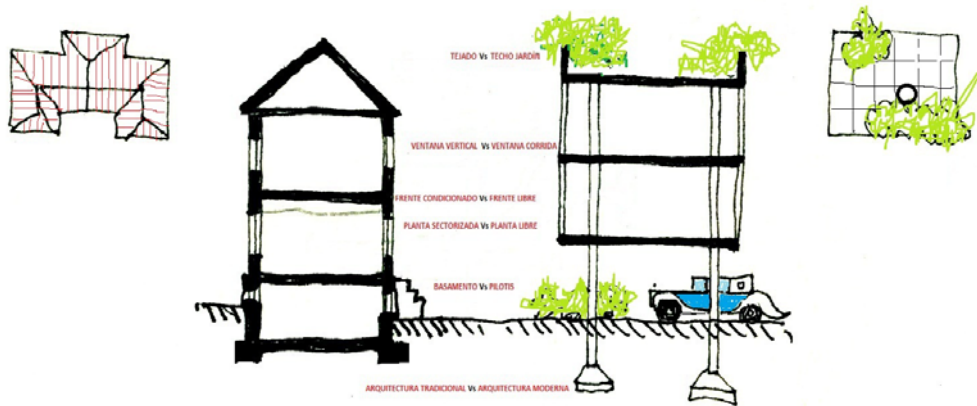 TEJADO Vs TECHO JARDÍN
VENTANA VERTICAL Vs VENTANA CORRIDA
FRENTE CONDICIONADO Vs FRENTE LIBRE
PLANTA SECTORIZADA Vs PLANTA LIBRE
BASAMENTO Vs PILOTIS
ARQUITECTURA TRADICIONAL Vs ARQUITECTURA MODERNA